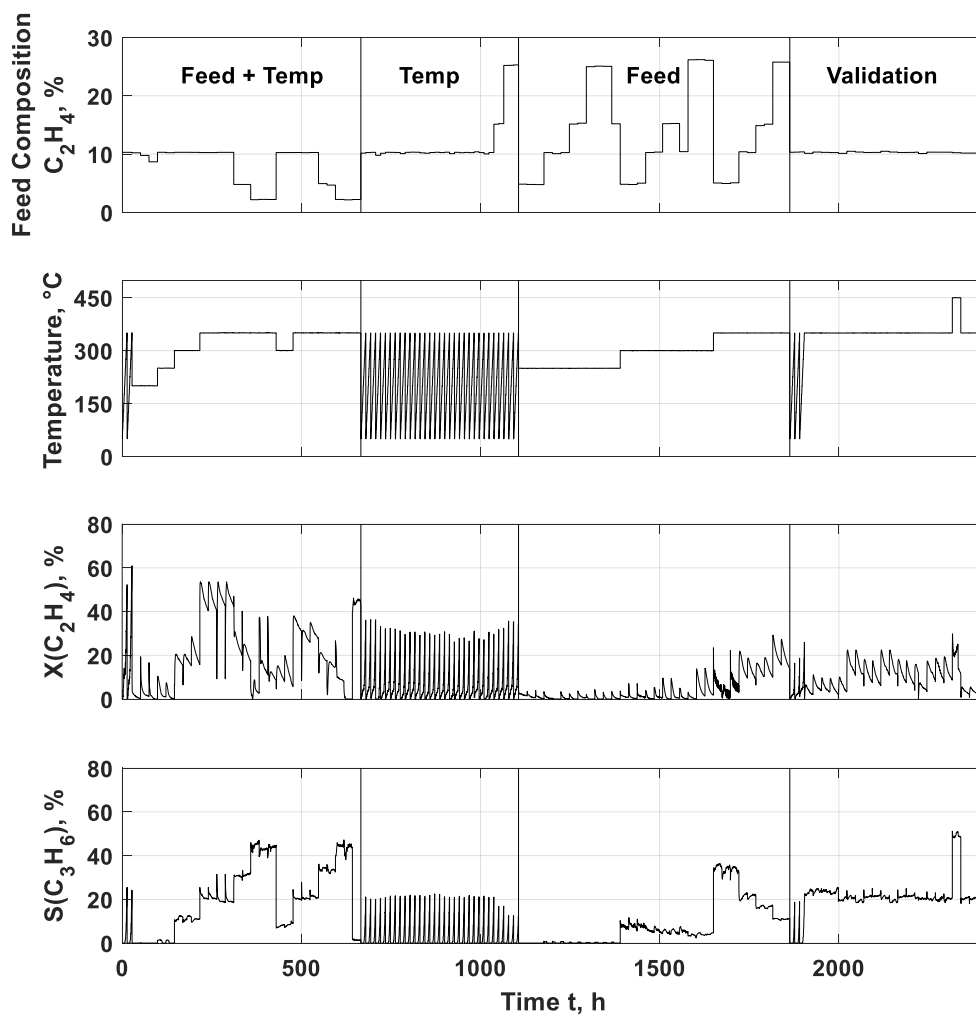 Feed Composition
C2H4, %
30
20
10
0
Feed + Temp
Temp
Feed
Validation
Temperature, °C
450
300
150
0
X(C2H4), %
80
60
40
20
0
S(C3H6), %
80
60
40
20
0
0
500
1000
1500
2000
Time t, h